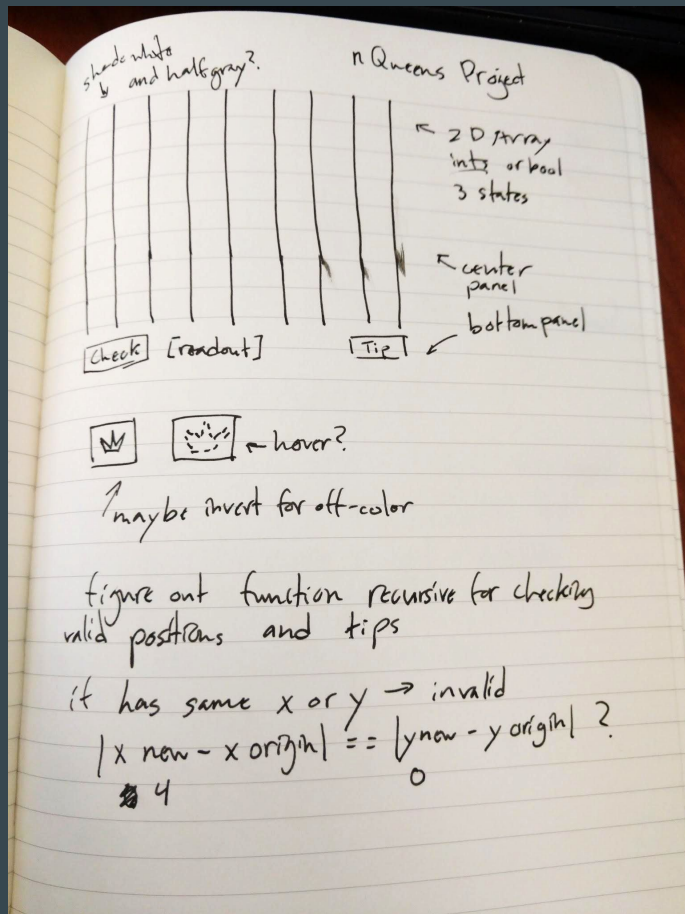 shade white
and half gray?
n Queens Project
2D Array
ints or bool
3 states
center
panel
bottom panel
Check [readout] Tip
hover?
maybe invert for off-color
figure out function recursive for checking
valid positions and tips
if has same x or y → invalid
|x new - x origin| == |y new - y origin| ?
4 0